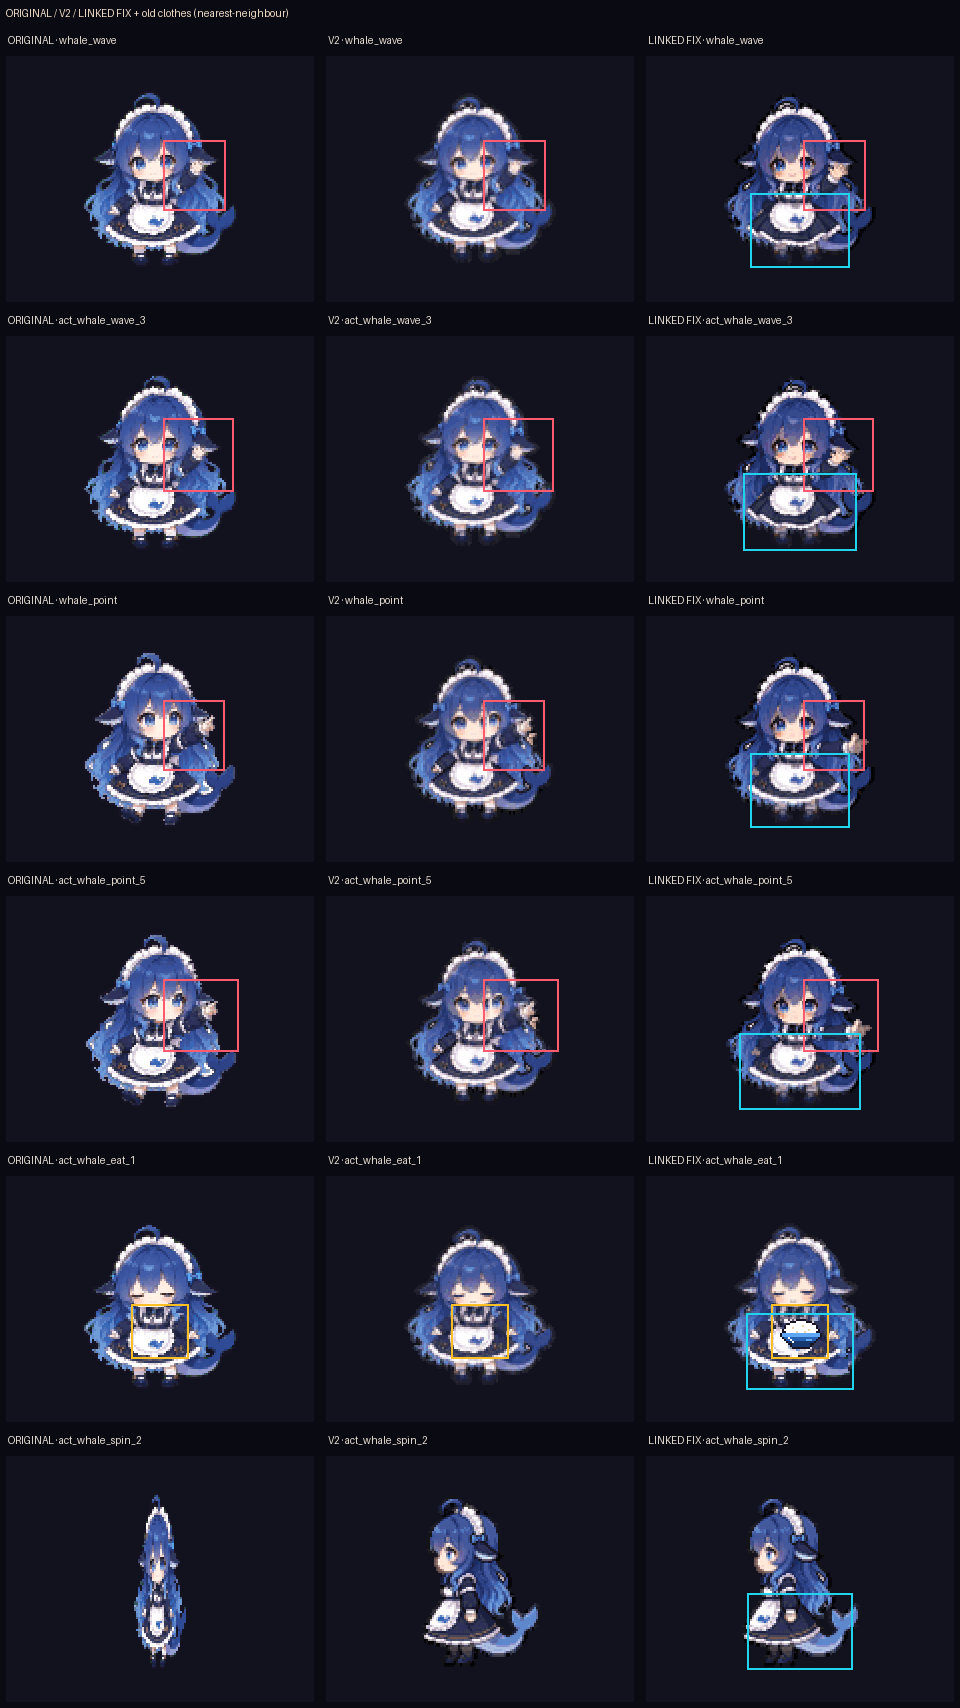 ORIGINAL / V2 / LINKED FIX + old clothes (nearest-neighbour)
ORIGINAL · whale_wave
V2 · whale_wave
LINKED FIX · whale_wave
ORIGINAL · act_whale_wave_3
V2 · act_whale_wave_3
LINKED FIX · act_whale_wave_3
ORIGINAL · whale_point
V2 · whale_point
LINKED FIX · whale_point
ORIGINAL · act_whale_point_5
V2 · act_whale_point_5
LINKED FIX · act_whale_point_5
ORIGINAL · act_whale_eat_1
V2 · act_whale_eat_1
LINKED FIX · act_whale_eat_1
ORIGINAL · act_whale_spin_2
V2 · act_whale_spin_2
LINKED FIX · act_whale_spin_2